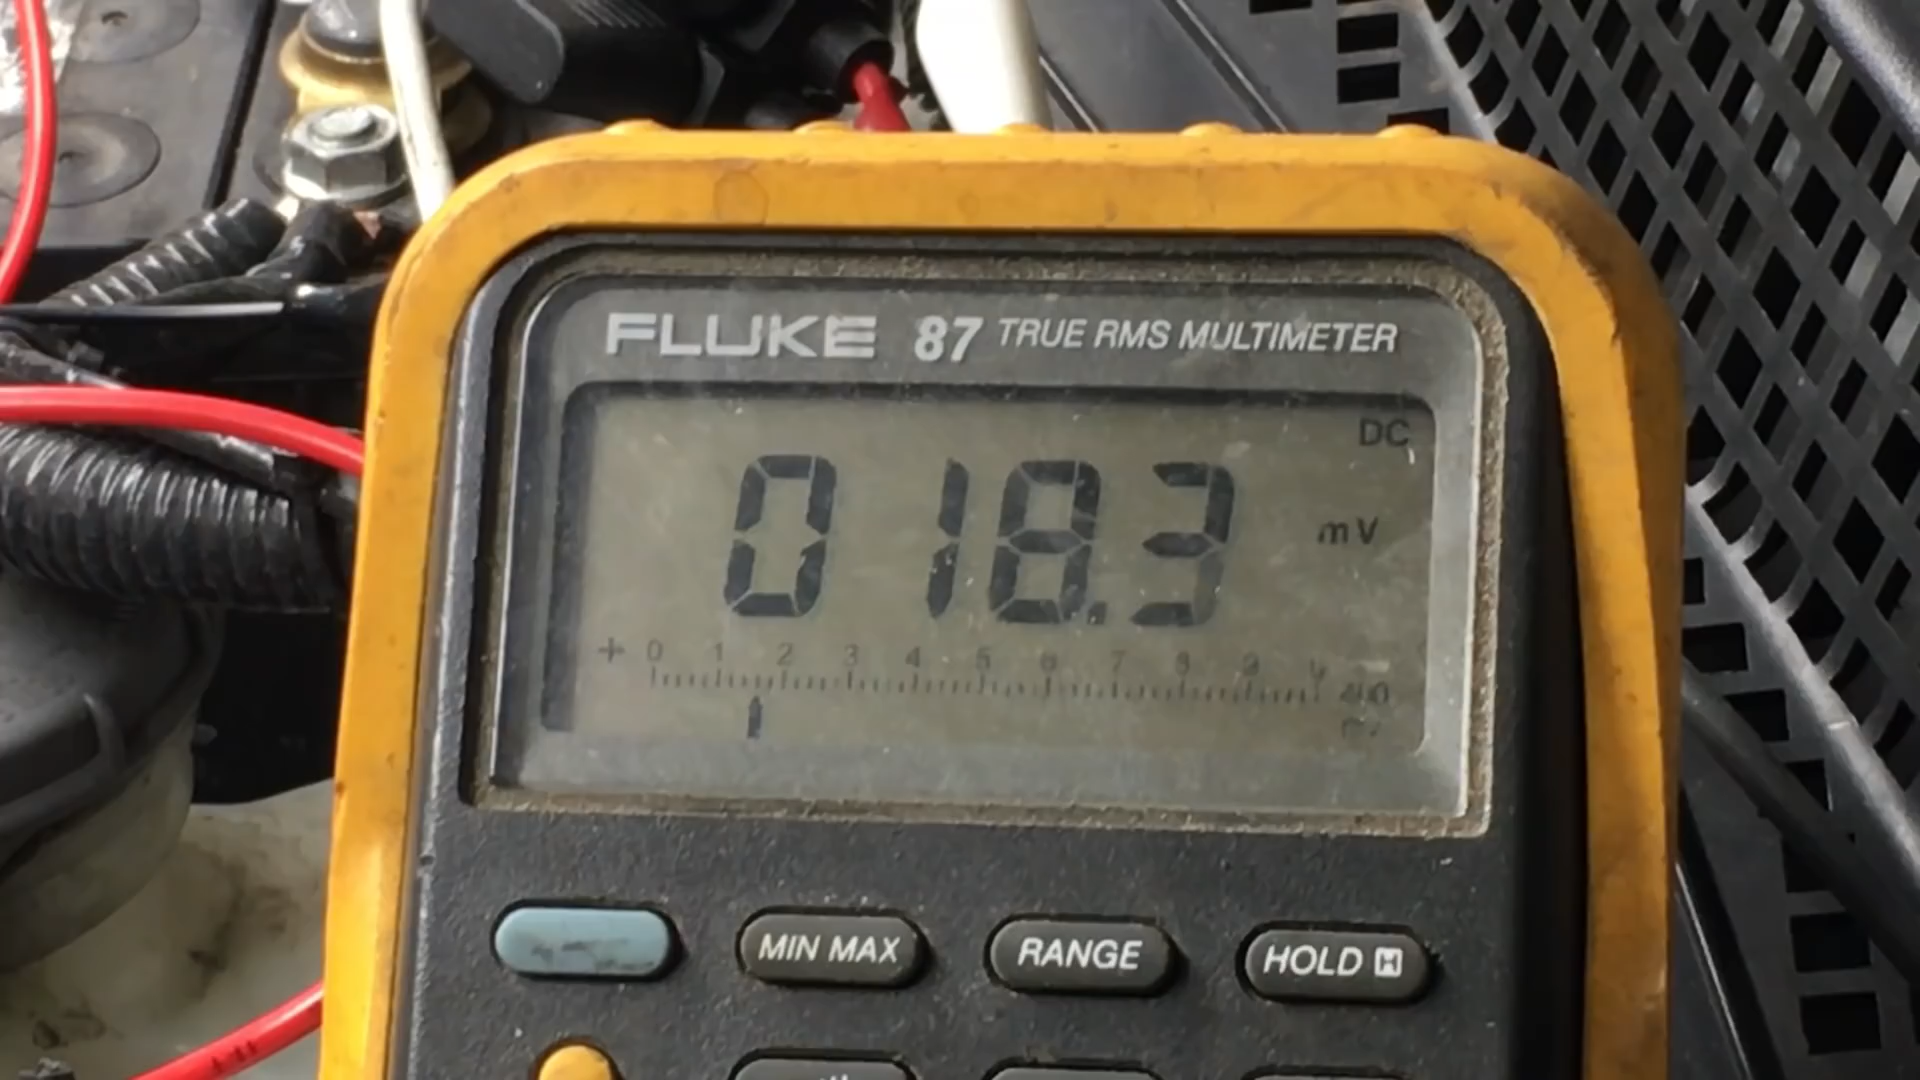 FLUKE 87 TRUE RMS MULTIMETER
DC
018.3
mV
+ 0 1 2 3 4 5 6 7 8 9
MIN MAX
RANGE
HOLD H